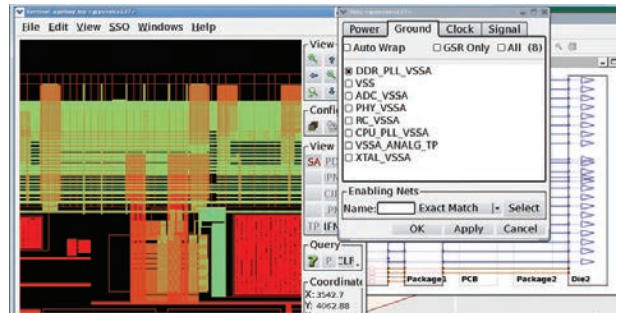 File Edit View SSO Windows Help
View
Confi
View
SA
TP IFN
Query
Coordinate
X: 3542.7
Y: 4062.88
Power Ground Clock Signal
Auto Wrap GSR Only All (8)
DDR_PLL_VSSA
VSS
ADC_VSSA
PHY_VSSA
RC_VSSA
CPU_PLL_VSSA
VSSA_ANALG_TP
XTAL_VSSA
Enabling Nets
Name: Exact Match Select
OK Apply Cancel
Package1 PCB Package2 Die2